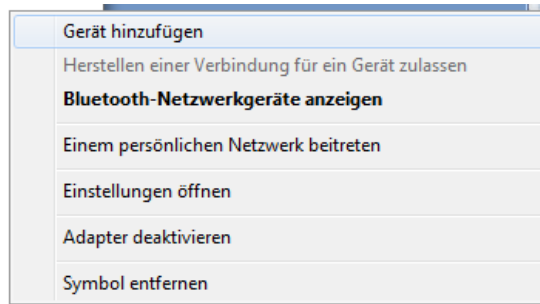 Gerät hinzufügen
Herstellen einer Verbindung für ein Gerät zulassen
Bluetooth-Netzwerkgeräte anzeigen
Einem persönlichen Netzwerk beitreten
Einstellungen öffnen
Adapter deaktivieren
Symbol entfernen